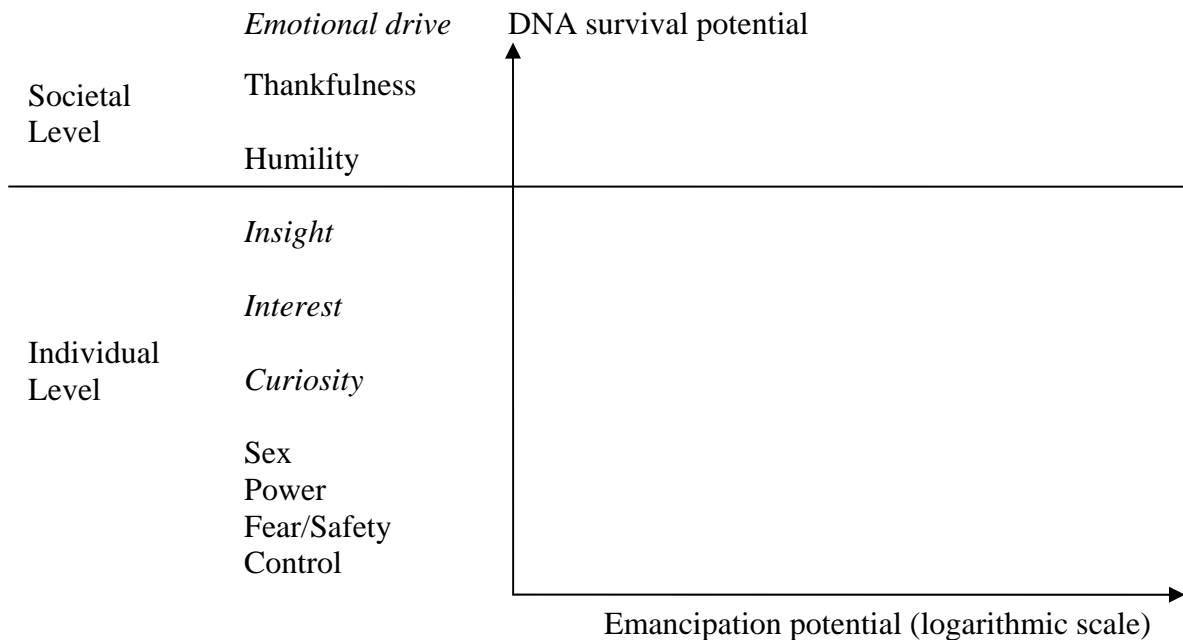 Emotional drive
DNA survival potential
Societal
Level
Thankfulness
Humility
Individual
Level
Insight
Interest
Curiosity
Sex
Power
Fear/Safety
Control
Emancipation potential (logarithmic scale)